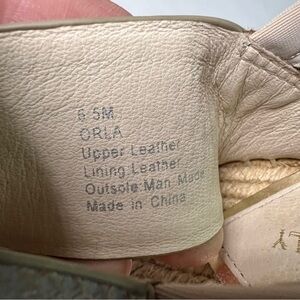 6 5M
ORLA
Upper Leather
Lining Leather
Outsole Man Made
Made in China